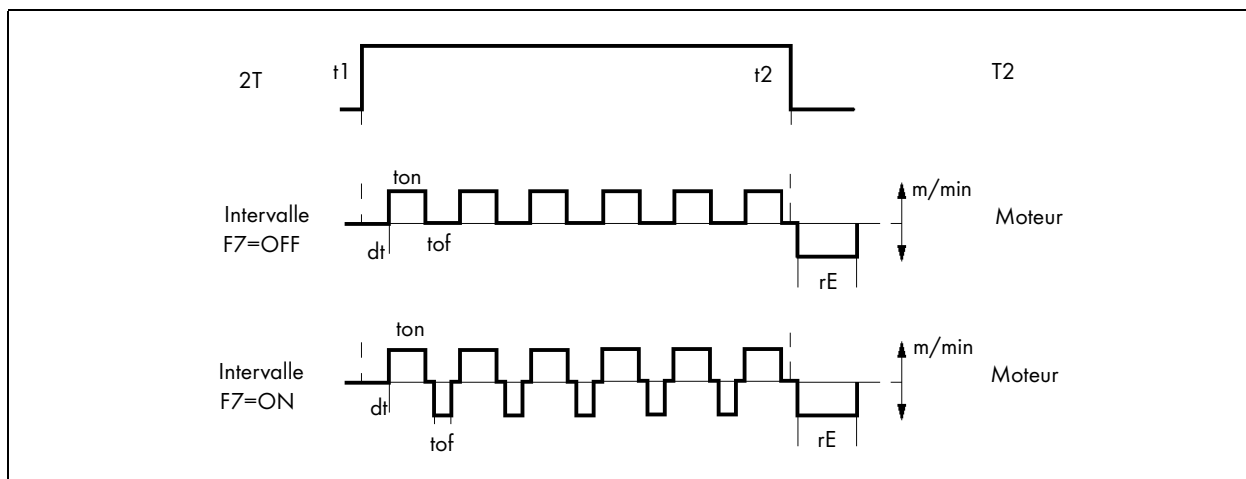 2T
t1
t2
T2
ton
m/min
Intervalle
F7=OFF
Moteur
dt
tof
rE
ton
m/min
Intervalle
F7=ON
Moteur
dt
tof
rE